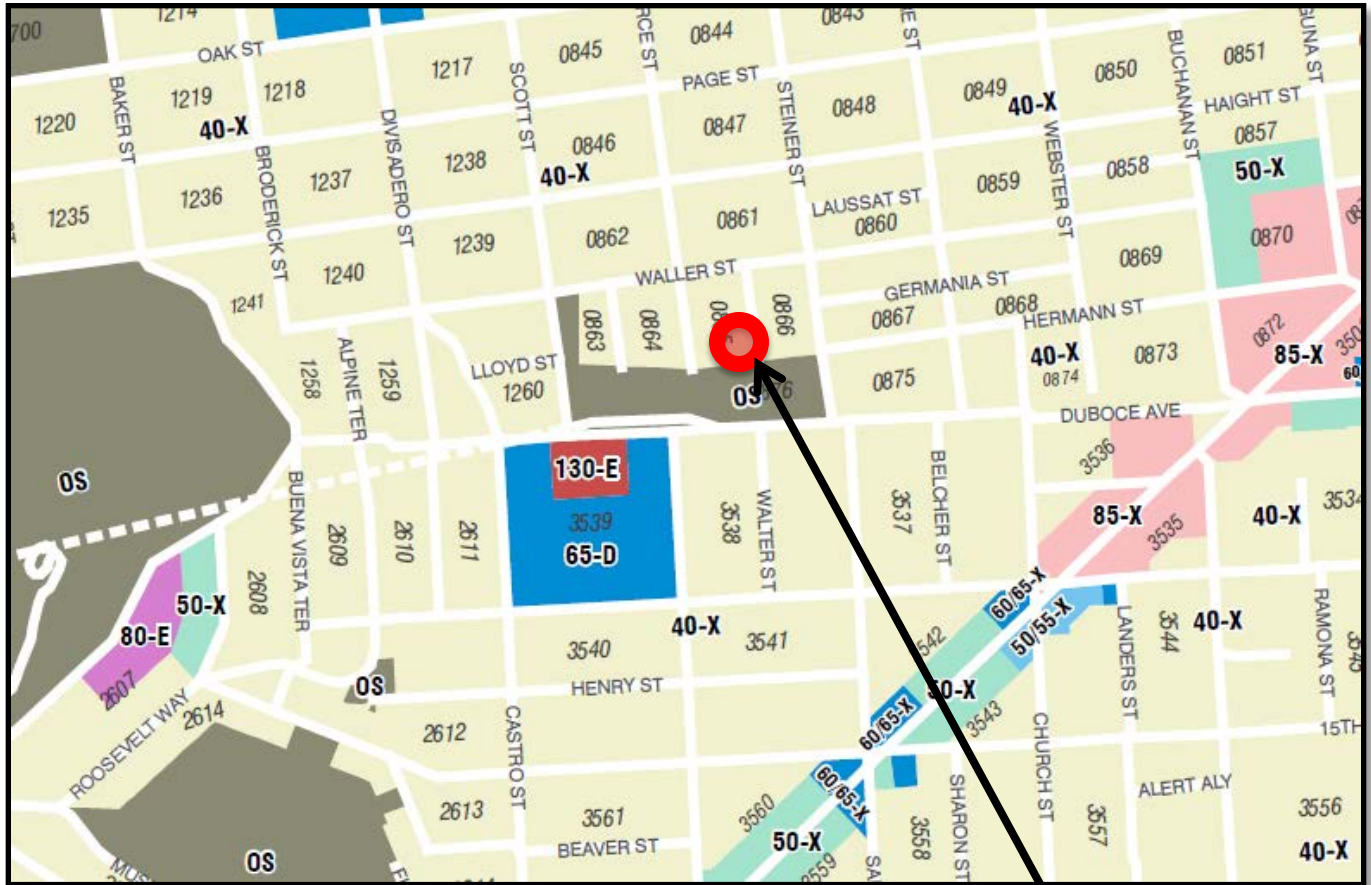 1214
0843
0844
0845
OAK ST
1217
PAGE ST
0849
40-X
0850
0851
HAIGHT ST
1220
1219
40-X
1218
BAKER ST
DIVISADERO ST
SCOTT ST
STEINER ST
0848
WEBSTER ST
BUCHANAN ST
0847
0846
40-X
1238
0857
0858
50-X
1235
1236
1237
BRODERICK ST
0859
LAUSSAT ST
0860
0861
0862
1239
1240
0869
0870
WALLER ST
1241
GERMANIA ST
0863
0864
0866
0867
0868
HERMANN ST
0872
85-X
60
LLOYD ST
1260
1258
ALPINE TER
1259
OS
0875
40-X
0874
0873
DUBOCE AVE
OS
130-E
3536
3539
65-D
3538
WALTER ST
3537
BELCHER ST
85-X
3535
40-X
BUENA VISTA TER
2609
2610
2611
2608
50-X
80-E
2607
60/65-X
50/55-X
LANDERS ST
3544
40-X
RAMONA ST
40-X
3540
3541
50-X
OS
HENRY ST
ROOSEVELT WAY
2614
3543
60/65-X
CHURCH ST
2612
CASTRO ST
15TH
60/65-X
SHARON ST
ALERT ALY
2613
3561
3560
3558
3557
3556
BEAVER ST
50-X
3559
40-X
OS